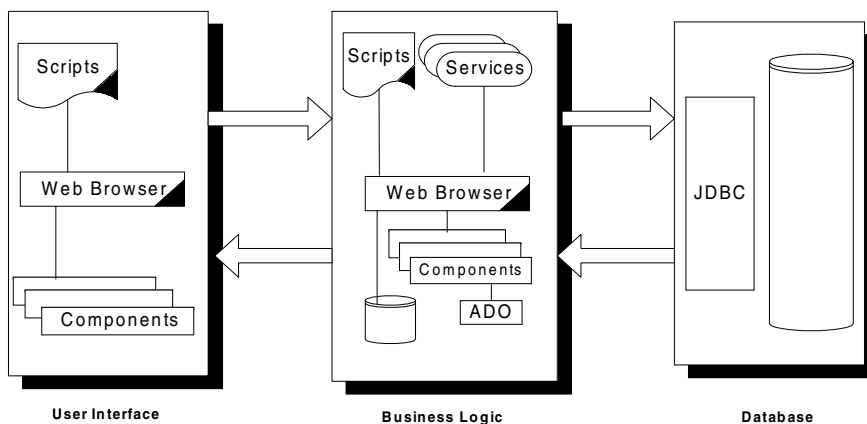 Scripts
Web Browser
Components
User Interface
Scripts
Services
Web Browser
Components
ADO
Business Logic
JDBC
Database